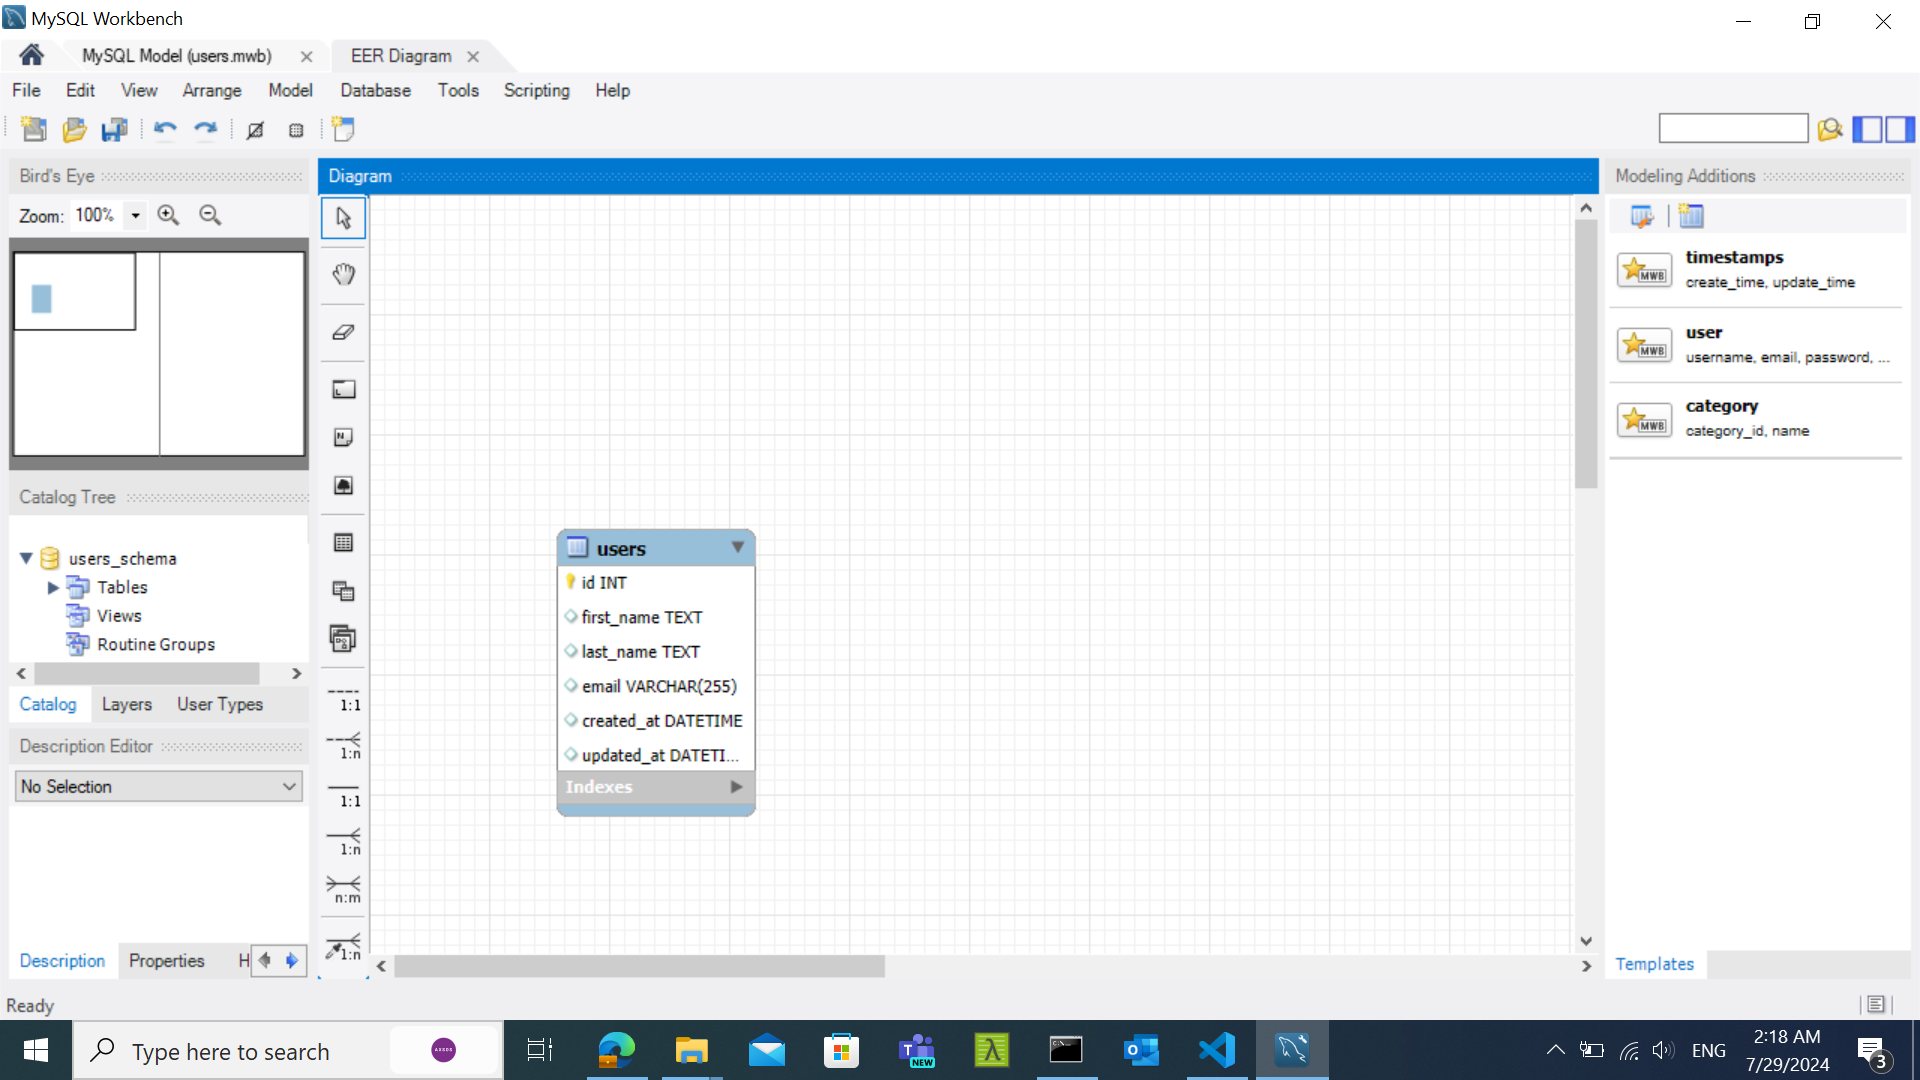 MySQL Workbench
MySQL Model (users.mwb)
EER Diagram
File Edit View Arrange Model Database Tools Scripting Help
Bird's Eye
Zoom: 100%
Diagram
Modeling Additions
timestamps
create_time, update_time
user
username, email, password, ...
category
category_id, name
MWB
MWB
MWB
Catalog Tree
users_schema
Tables
Views
Routine Groups
Catalog Layers User Types
Description Editor
No Selection
Description Properties H
N
1:1
1:n
1:1
1:n
n:m
1:n
users
id INT
first_name TEXT
last_name TEXT
email VARCHAR(255)
created_at DATETIME
updated_at DATETI...
Indexes
Templates
Ready
Type here to search
NEW
ENG
2:18 AM
7/29/2024
3